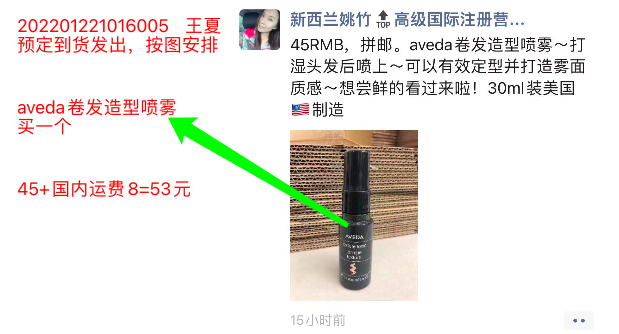 202201221016005 王夏
预定到货发出，按图安排
aveda卷发造型喷雾
买一个
45+国内运费8=53元
新西兰姚竹🔝高级国际注册营...
45RMB，拼邮。aveda卷发造型喷雾～打
湿头发后喷上～可以有效定型并打造雾面
质感～想尝鲜的看过来啦！30ml装美国
🇺🇸制造
AVEDA
texture tonic
15小时前